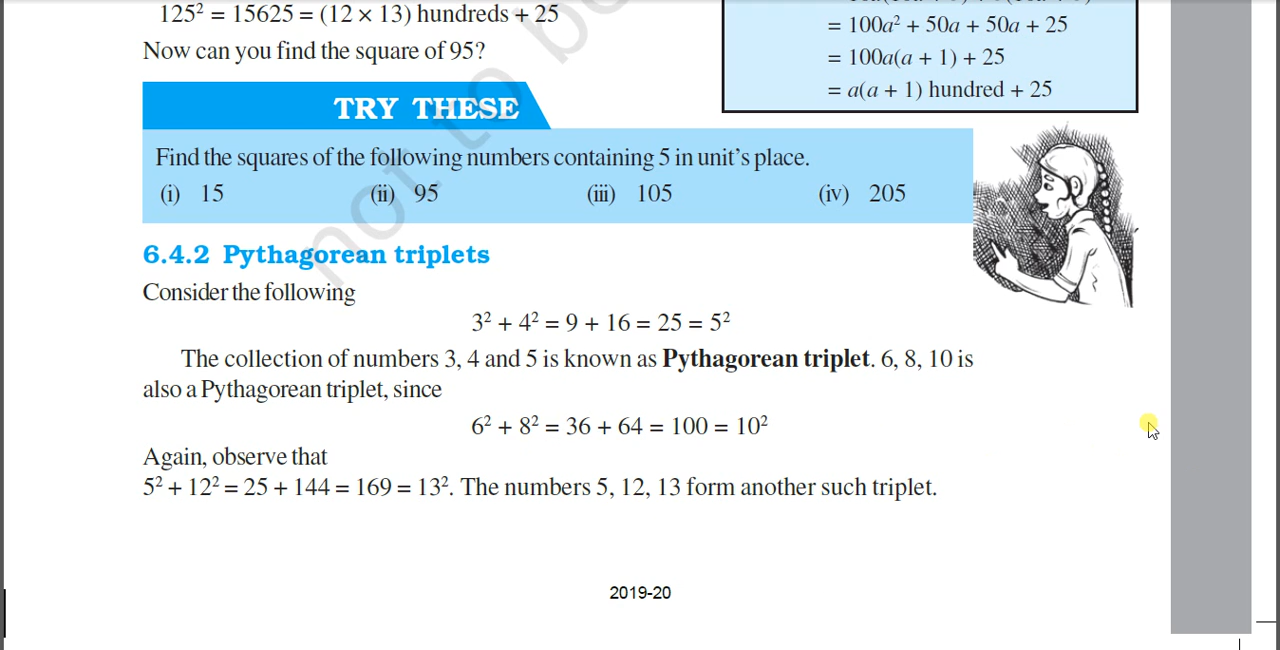 125² = 15625 = (12 × 13) hundreds + 25
Now can you find the square of 95?
= 100a² + 50a + 50a + 25
= 100a(a + 1) + 25
= a(a + 1) hundred + 25
TRY THESE
Find the squares of the following numbers containing 5 in unit's place.
(i) 15 (ii) 95 (iii) 105 (iv) 205
6.4.2 Pythagorean triplets
Consider the following
3² + 4² = 9 + 16 = 25 = 5²
The collection of numbers 3, 4 and 5 is known as Pythagorean triplet. 6, 8, 10 is
also a Pythagorean triplet, since
6² + 8² = 36 + 64 = 100 = 10²
Again, observe that
5² + 12² = 25 + 144 = 169 = 13². The numbers 5, 12, 13 form another such triplet.
2019-20
not to be